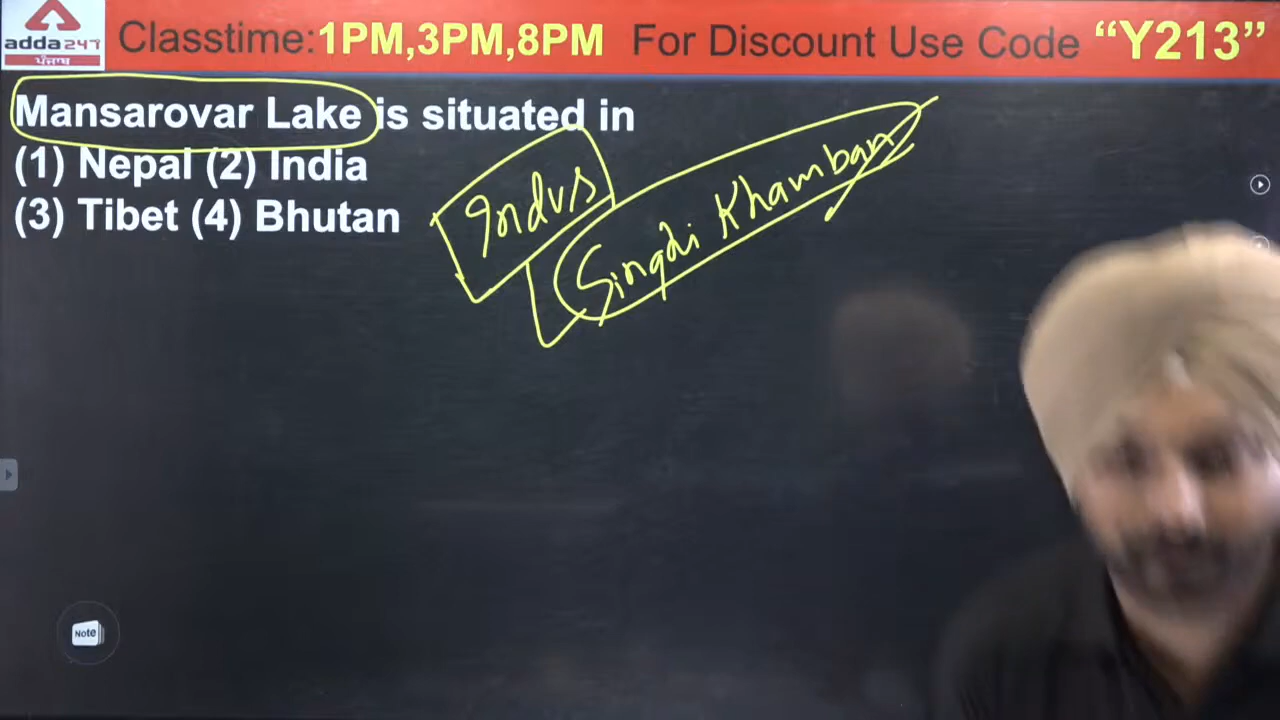 adda247
ਪੰਜਾਬ
Classtime:1PM,3PM,8PM For Discount Use Code “Y213”
Mansarovar Lake is situated in
(1) Nepal (2) India
(3) Tibet (4) Bhutan
Indus
Singdi Khamban
Note